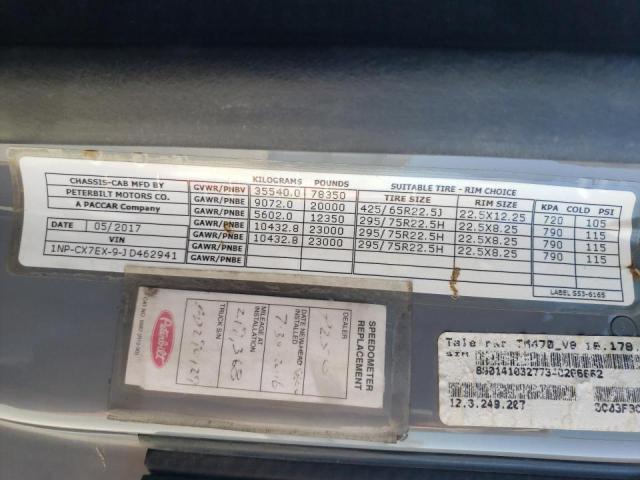 CHASSIS-CAB MFD BY
PETERBILT MOTORS CO.
A PACCAR Company
DATE 05/2017
VIN
1NP-CX7EX-9-JD462941
KILOGRAMS POUNDS SUITABLE TIRE - RIM CHOICE
TIRE SIZE RIM SIZE KPA COLD PSI
GVWR/PNBV 35540.0 78350
GAWR/PNBE 9072.0 20000 425/65R22.5J 22.5X12.25 720 105
GAWR/PNBE 5602.0 12350 295/75R22.5H 22.5X8.25 790 115
GAWR/PNBE 10432.8 23000 295/75R22.5H 22.5X8.25 790 115
GAWR/PNBE 10432.8 23000 295/75R22.5H 22.5X8.25 790 115
GAWR/PNBE
LABEL S53-6165
SPEEDOMETER
REPLACEMENT
DEALER
DATE NEW HEAD
INSTALLED
MILEAGE AT
INSTALLATION
TRUCK S/N
Peterbilt
12.3.249.207